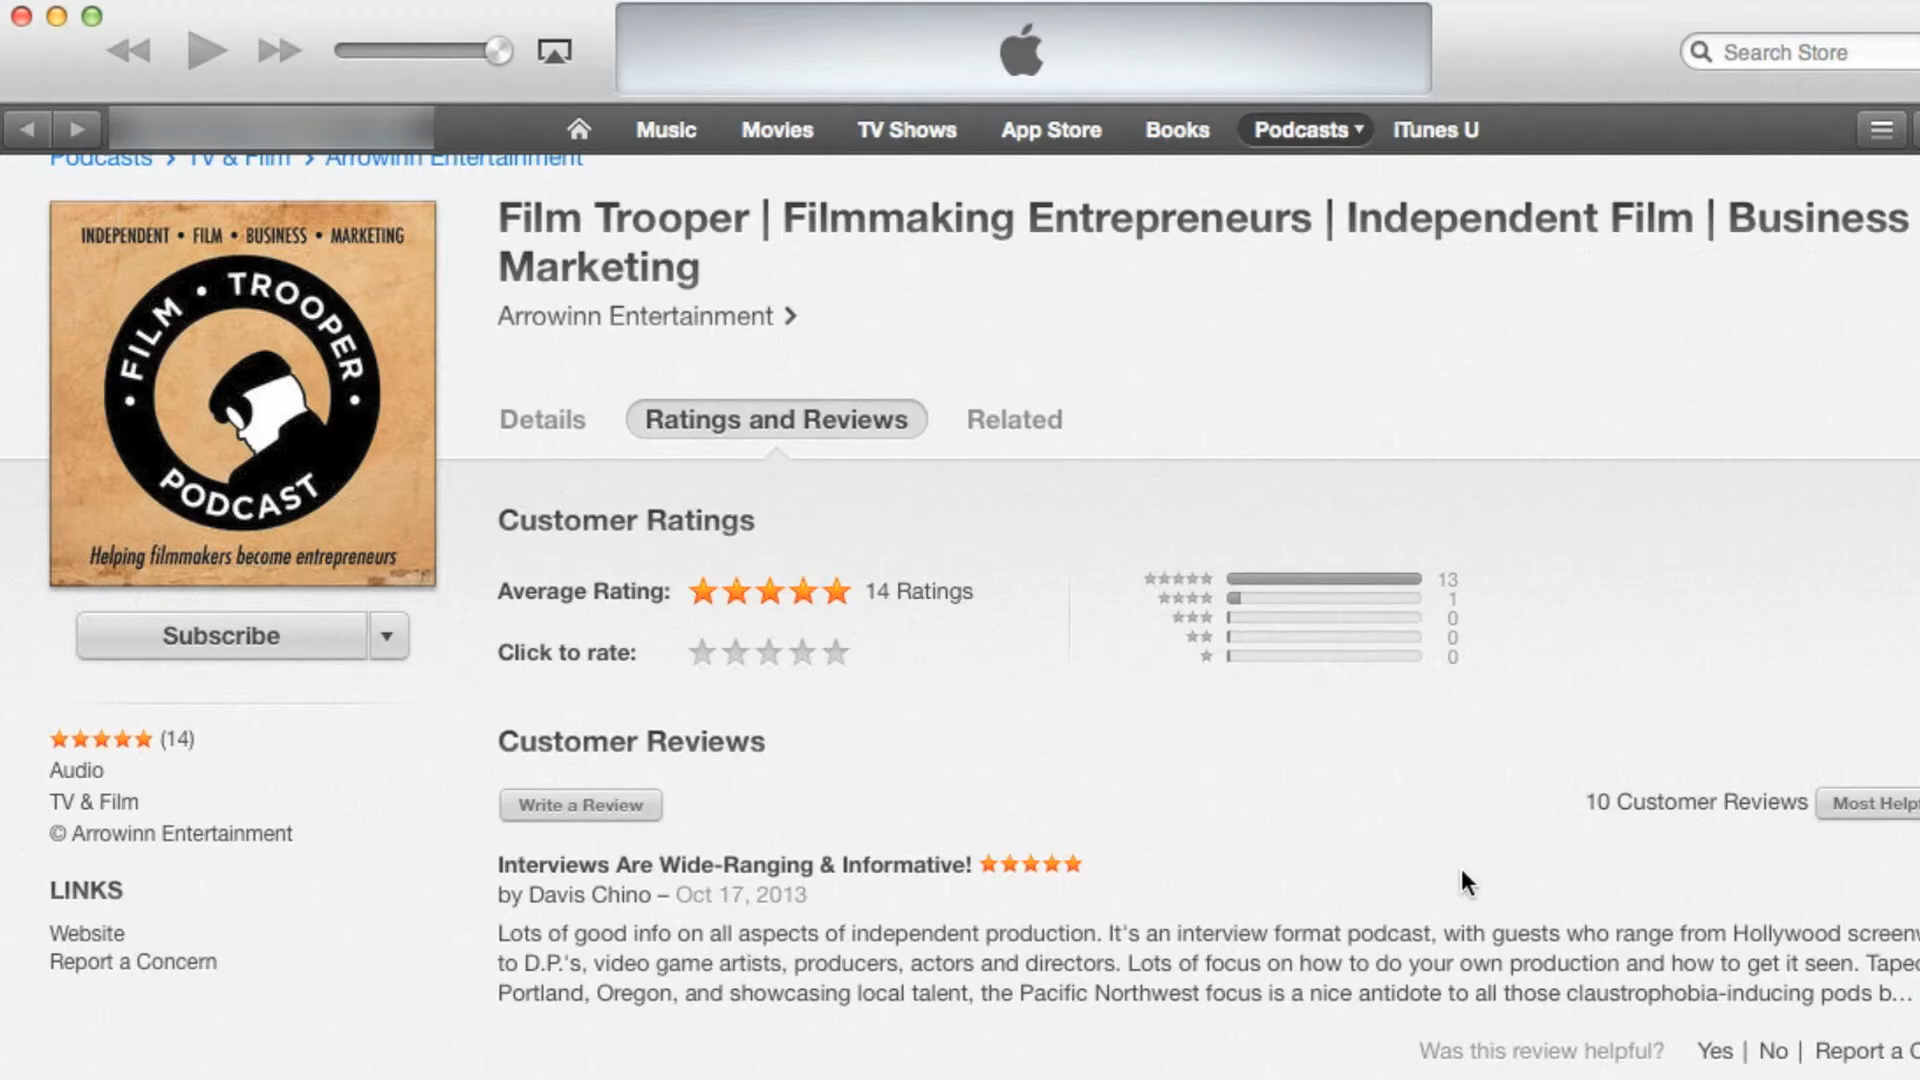 Search Store
Music Movies TV Shows App Store Books Podcasts iTunes U
Podcasts > TV & Film > Arrowinn Entertainment
INDEPENDENT • FILM • BUSINESS • MARKETING
FILM • TROOPER
PODCAST
Helping filmmakers become entrepreneurs
Film Trooper | Filmmaking Entrepreneurs | Independent Film | Business
Marketing
Arrowinn Entertainment >
Details Ratings and Reviews Related
Subscribe
(14)
Audio
TV & Film
© Arrowinn Entertainment
LINKS
Website
Report a Concern
Customer Ratings
Average Rating: 14 Ratings
Click to rate:
13
1
0
0
0
Customer Reviews
Write a Review
10 Customer Reviews Most
Interviews Are Wide-Ranging & Informative!
by Davis Chino – Oct 17, 2013
Lots of good info on all aspects of independent production. It's an interview format podcast, with guests who range from Hollywood
to D.P.'s, video game artists, producers, actors and directors. Lots of focus on how to do your own production and how to get it seen. Taped
Portland, Oregon, and showcasing local talent, the Pacific Northwest focus is a nice antidote to all those claustrophobia-inducing pods b...
Was this review helpful? Yes | No | Report a